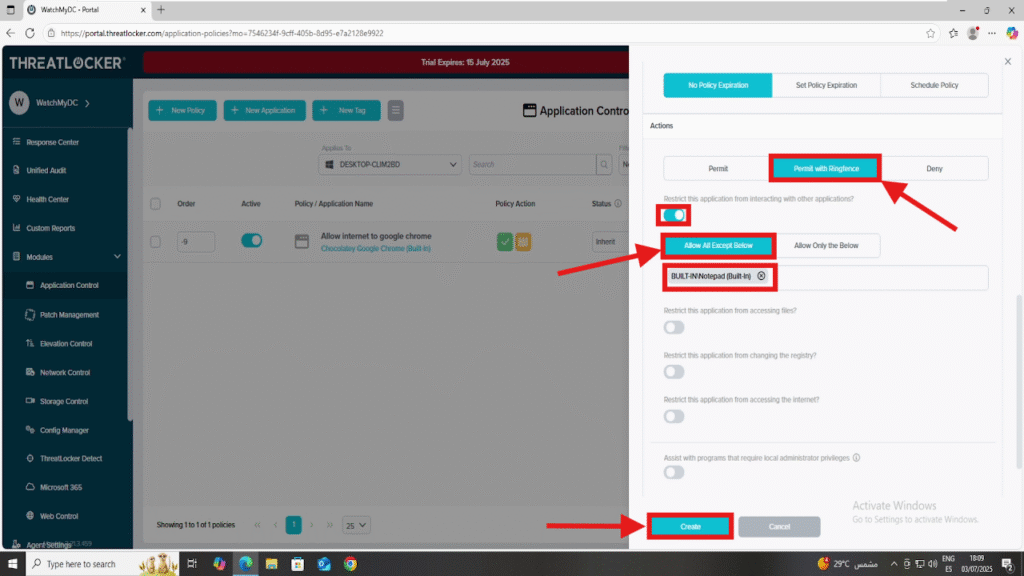 WatchMyDC - Portal
https://portal.threatlocker.com/application-policies?mo=7546234f-9cff-405b-8d95-e7a2128e9922
THREATLOCKER
Trial Expires: 15 July 2025
W WatchMyDC
New Policy
New Application
New Tag
Application Contro
Applies To
DESKTOP-CLIM2BD
Search
Order
Active
Policy / Application Name
Policy Action
Status
-9
Allow internet to google chrome
Chocolatey Google Chrome (Built-In)
Inherit
Response Center
Unified Audit
Health Center
Custom Reports
Modules
Application Control
Patch Management
Elevation Control
Network Control
Storage Control
Config Manager
ThreatLocker Detect
Microsoft 365
Web Control
Agent Settings
Showing 1 to 1 of 1 policies
1
25
No Policy Expiration
Set Policy Expiration
Schedule Policy
Actions
Permit
Permit with Ringfence
Deny
Restrict this application from interacting with other applications?
Allow All Except Below
Allow Only the Below
BUILT-IN\Notepad (Built-In)
Restrict this application from accessing files?
Restrict this application from changing the registry?
Restrict this application from accessing the internet?
Assist with programs that require local administrator privileges
Create
Cancel
Activate Windows
Go to Settings to activate Windows.
Type here to search
29°C مشمس
ENG
ES
18:09
03/07/2025
2